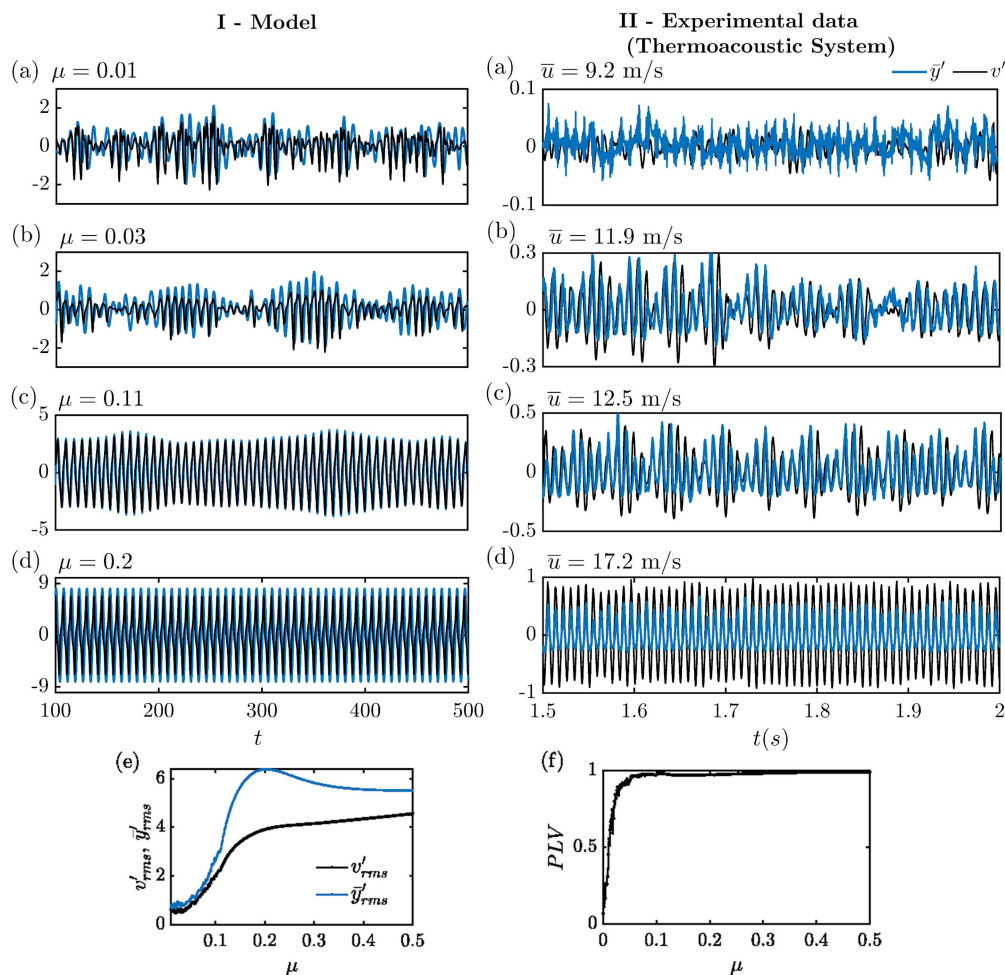 I - Model
II - Experimental data
(Thermoacoustic System)
(a) μ = 0.01
2
0
-2
(b) μ = 0.03
2
0
-2
(c) μ = 0.11
5
0
-5
(d) μ = 0.2
9
0
-9
100 200 300 400 500
t
(a) u̅ = 9.2 m/s
y̅′ v′
0.1
0
-0.1
(b) u̅ = 11.9 m/s
0.3
0
-0.3
(c) u̅ = 12.5 m/s
0.5
0
-0.5
(d) u̅ = 17.2 m/s
1
0
-1
1.5 1.6 1.7 1.8 1.9 2
t(s)
(e)
v′rms, y̅′rms
6
4
2
0
v′rms
y̅′rms
0.1 0.2 0.3 0.4 0.5
μ
(f)
PLV
1
0.5
0
0 0.1 0.2 0.3 0.4 0.5
μ